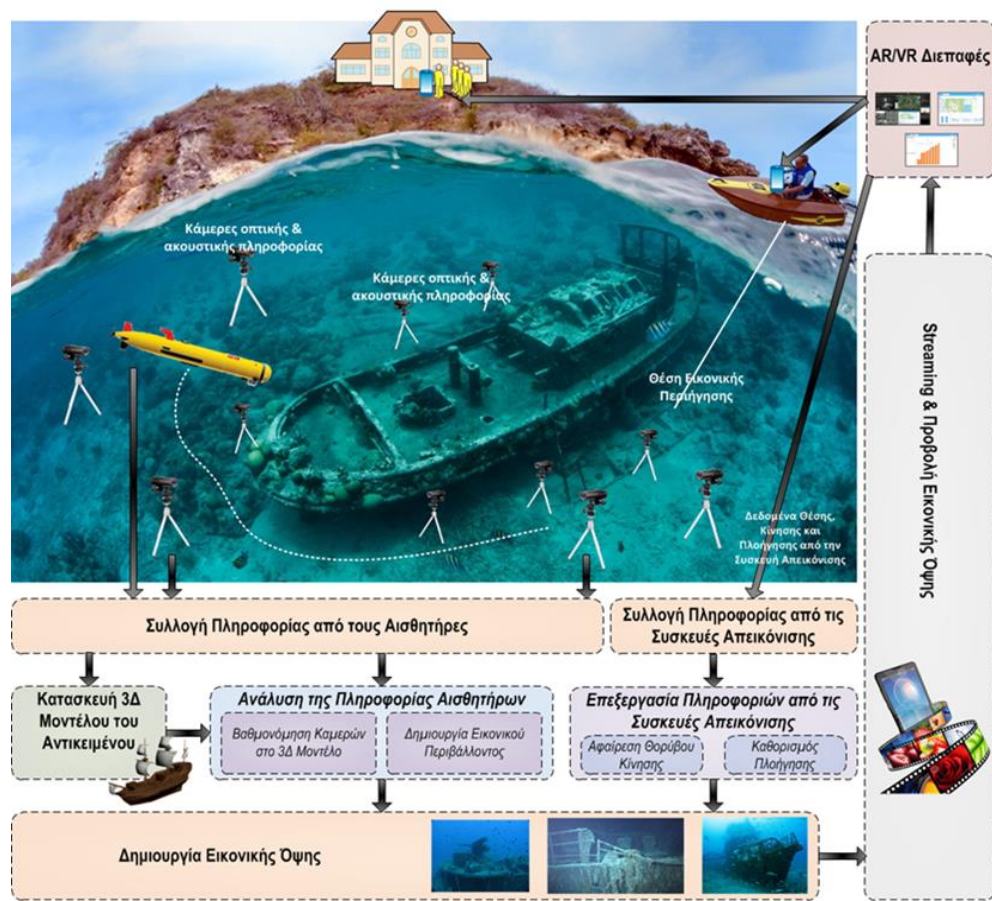 AR/VR Διεπαφές
Κάμερες οπτικής &
ακουστικής πληροφορίας
Κάμερες οπτικής &
ακουστικής πληροφορίας
Θέση Εικονικής
Περιήγησης
Δεδομένα Θέσης,
Κίνησης και
Πλοήγησης από την
Συσκευή Απεικόνισης
Streaming & Προβολή Εικονικής Όψης
Συλλογή Πληροφορίας από τους Αισθητήρες
Συλλογή Πληροφορίας από τις
Συσκευές Απεικόνισης
Κατασκευή 3Δ
Μοντέλου του
Αντικειμένου
Ανάλυση της Πληροφορίας Αισθητήρων
Βαθμονόμηση Καμερών
στο 3Δ Μοντέλο
Δημιουργία Εικονικού
Περιβάλλοντος
Επεξεργασία Πληροφοριών από τις
Συσκευές Απεικόνισης
Αφαίρεση Θορύβου
Κίνησης
Καθορισμός
Πλοήγησης
Δημιουργία Εικονικής Όψης